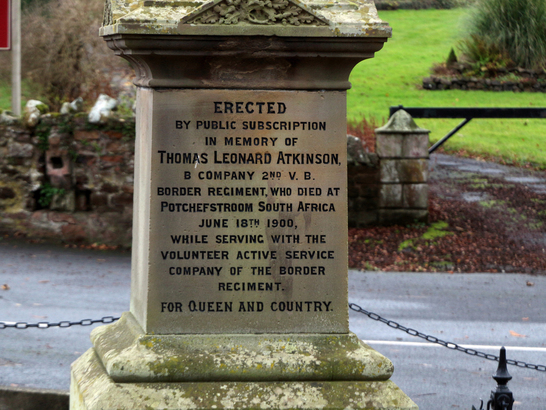 ERECTED
BY PUBLIC SUBSCRIPTION
IN MEMORY OF
THOMAS LEONARD ATKINSON,
B COMPANY 2ND V. B.
BORDER REGIMENT, WHO DIED AT
POTCHEFSTROOM SOUTH AFRICA
JUNE 18TH 1900,
WHILE SERVING WITH THE
VOLUNTEER ACTIVE SERVICE
COMPANY OF THE BORDER
REGIMENT.
FOR QUEEN AND COUNTRY.